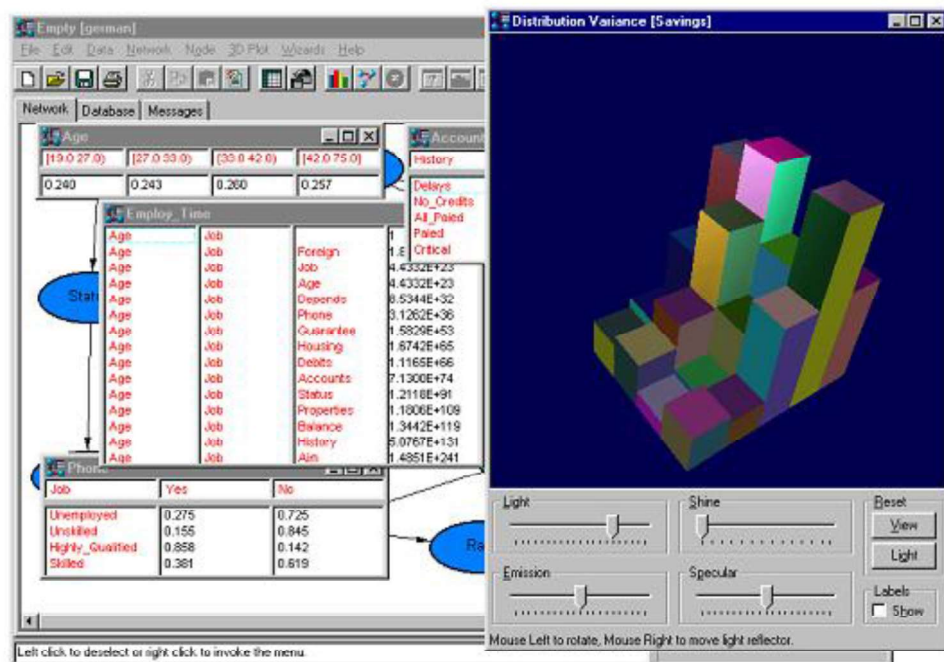 Empty [german]
File Edit Data Network Node 3D Plot Wizards Help
Network Database Messages
Age
[19.0 27.0) [27.0 33.0) [33.0 42.0) [42.0 75.0]
0.240 0.243 0.260 0.257
Account
History
Delays
No_Credits
All_Paied
Paied
Critical
Employ_Time
Age Job 1
Age Job Foreign 1.8
Age Job Job 4.4332E+23
Age Job Age 4.4332E+23
Age Job Depends 8.5344E+32
Age Job Phone 3.1262E+36
Age Job Guarantee 1.5829E+53
Age Job Housing 1.6742E+65
Age Job Debits 1.1165E+66
Age Job Accounts 7.1300E+74
Age Job Status 1.2118E+91
Age Job Properties 1.1806E+109
Age Job Balance 1.3442E+119
Age Job History 5.0767E+131
Age Job Aim 1.4851E+241
Stat
Phone
Job Yes No
Unemployed 0.275 0.725
Unskilled 0.155 0.845
Highly_Qualified 0.858 0.142
Skilled 0.381 0.619
Ra
Left click to deselect or right click to invoke the menu.
Distribution Variance [Savings]
Light Shine Reset
View
Light
Emission Specular Labels
Show
Mouse Left to rotate, Mouse Right to move light reflector.